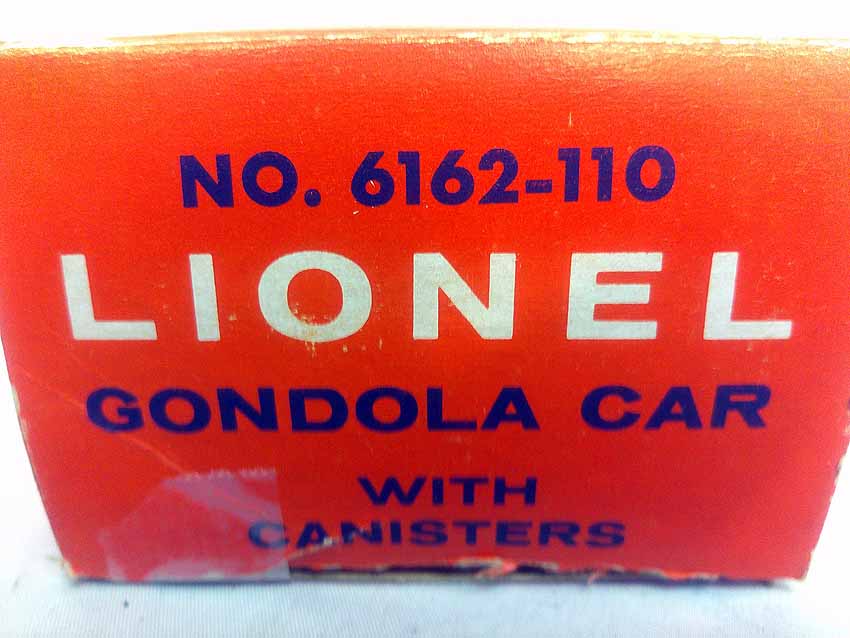 NO. 6162-110
LIONEL
GONDOLA CAR
WITH
CANISTERS